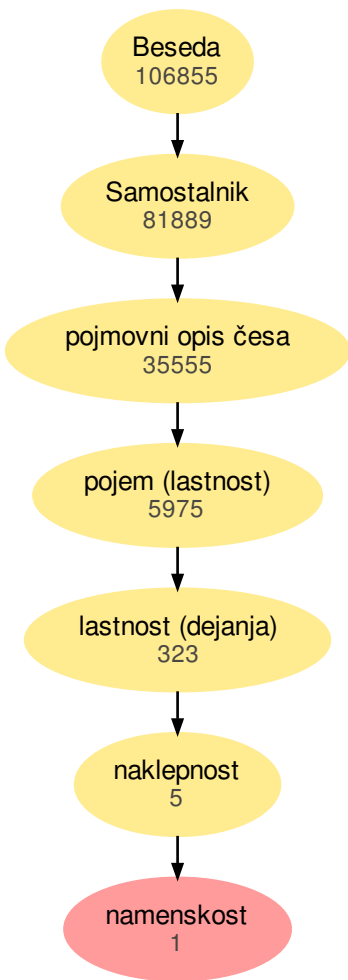 Beseda
106855
Samostalnik
81889
pojmovni opis česa
35555
pojem (lastnost)
5975
lastnost (dejanja)
323
naklepnost
5
namenskost
1